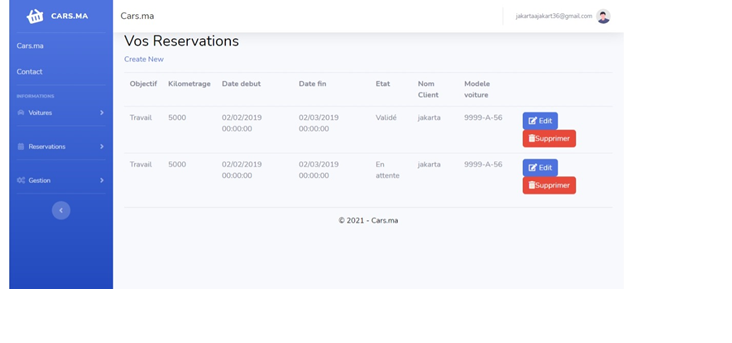 CARS.MA
Cars.ma
jakartaajakart36@gmail.com
Cars.ma
Contact
INFORMATIONS
Voitures
Reservations
Gestion
Vos Reservations
Create New
Objectif Kilometrage Date debut Date fin Etat Nom Client Modele voiture
Travail 5000 02/02/2019 00:00:00 02/03/2019 00:00:00 Validé jakarta 9999-A-56 Edit
Supprimer
Travail 5000 02/02/2019 00:00:00 02/03/2019 00:00:00 En attente jakarta 9999-A-56 Edit
Supprimer
© 2021 - Cars.ma